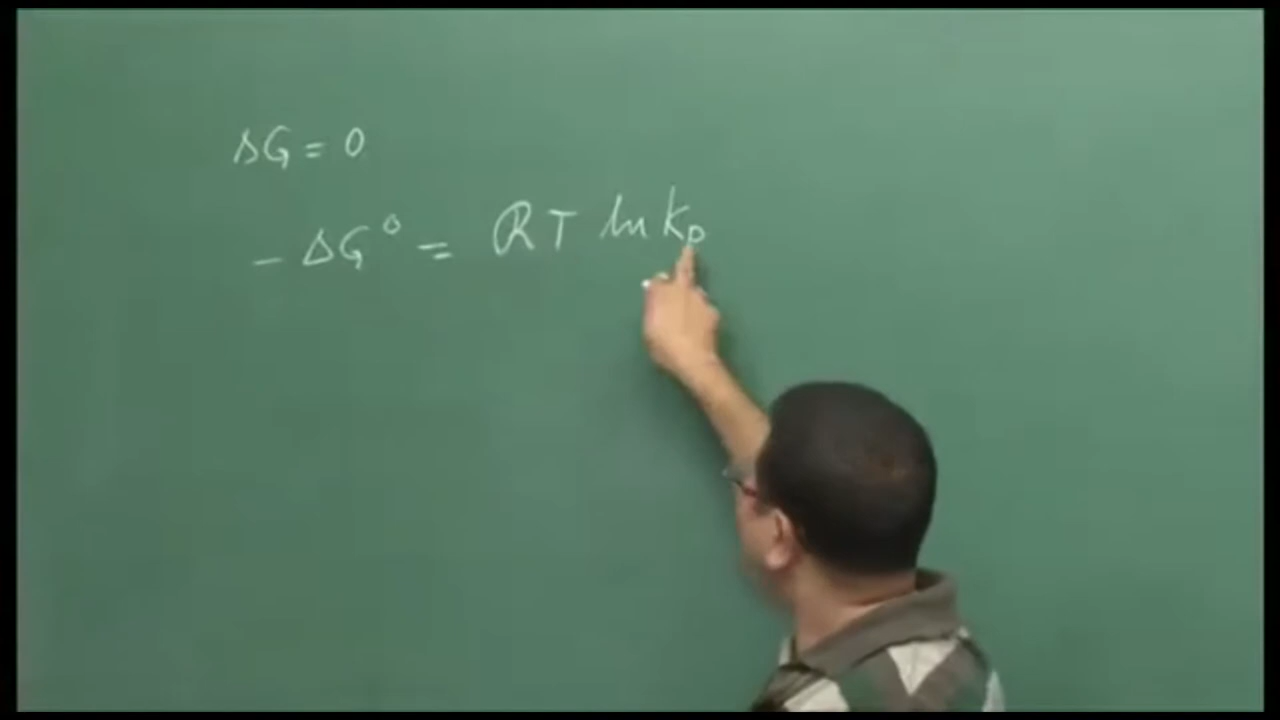 ΔG = 0
- ΔG° = RT ln Kp